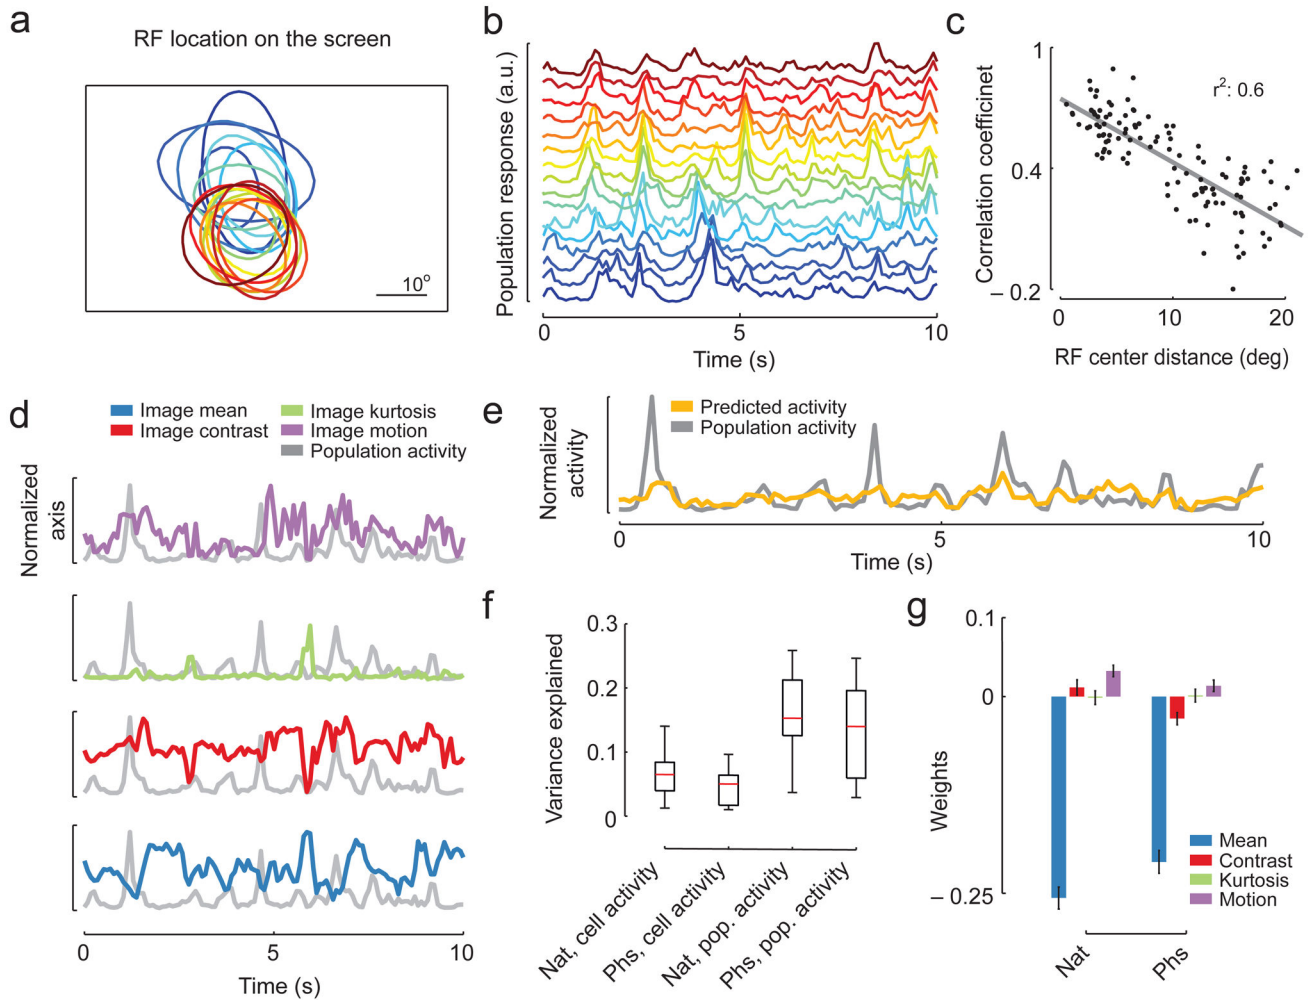 a
RF location on the screen
10°
b
Population response (a.u.)
0
5
10
Time (s)
c
Correlation coefficinet
1
0.4
– 0.2
r²: 0.6
0
10
20
RF center distance (deg)
d
Image mean
Image contrast
Image kurtosis
Image motion
Population activity
Normalized
axis
0
5
10
Time (s)
e
Normalized
activity
Predicted activity
Population activity
0
5
10
Time (s)
f
Variance explained
0.3
0.2
0.1
0
Nat, cell activity
Phs, cell activity
Nat, pop. activity
Phs, pop. activity
g
Weights
0.1
0
– 0.25
Mean
Contrast
Kurtosis
Motion
Nat
Phs